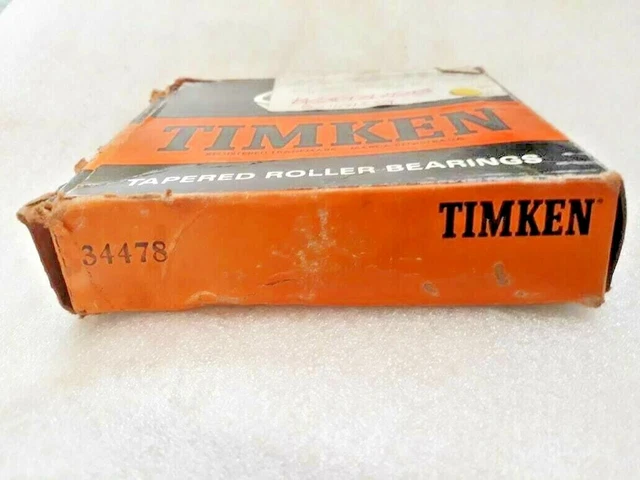 TIMKEN
TAPERED ROLLER BEARINGS
34478
TIMKEN